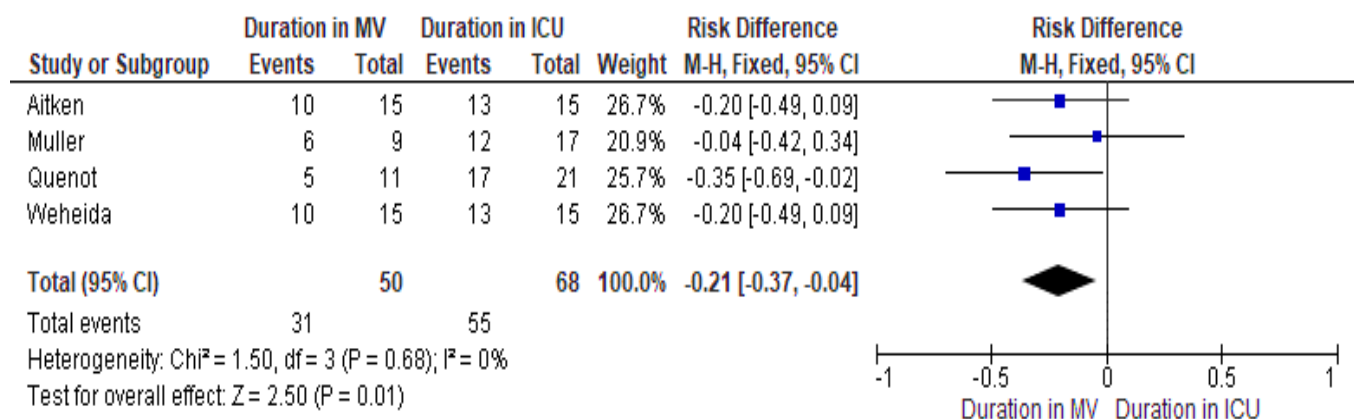 Duration in MV Duration in ICU Risk Difference Risk Difference
Study or Subgroup Events Total Events Total Weight M-H, Fixed, 95% CI M-H, Fixed, 95% CI
Aitken 10 15 13 15 26.7% -0.20 [-0.49, 0.09]
Muller 6 9 12 17 20.9% -0.04 [-0.42, 0.34]
Quenot 5 11 17 21 25.7% -0.35 [-0.69, -0.02]
Weheida 10 15 13 15 26.7% -0.20 [-0.49, 0.09]
Total (95% CI) 50 68 100.0% -0.21 [-0.37, -0.04]
Total events 31 55
Heterogeneity: Chi² = 1.50, df = 3 (P = 0.68); I² = 0%
Test for overall effect: Z = 2.50 (P = 0.01)
-1 -0.5 0 0.5 1
Duration in MV Duration in ICU